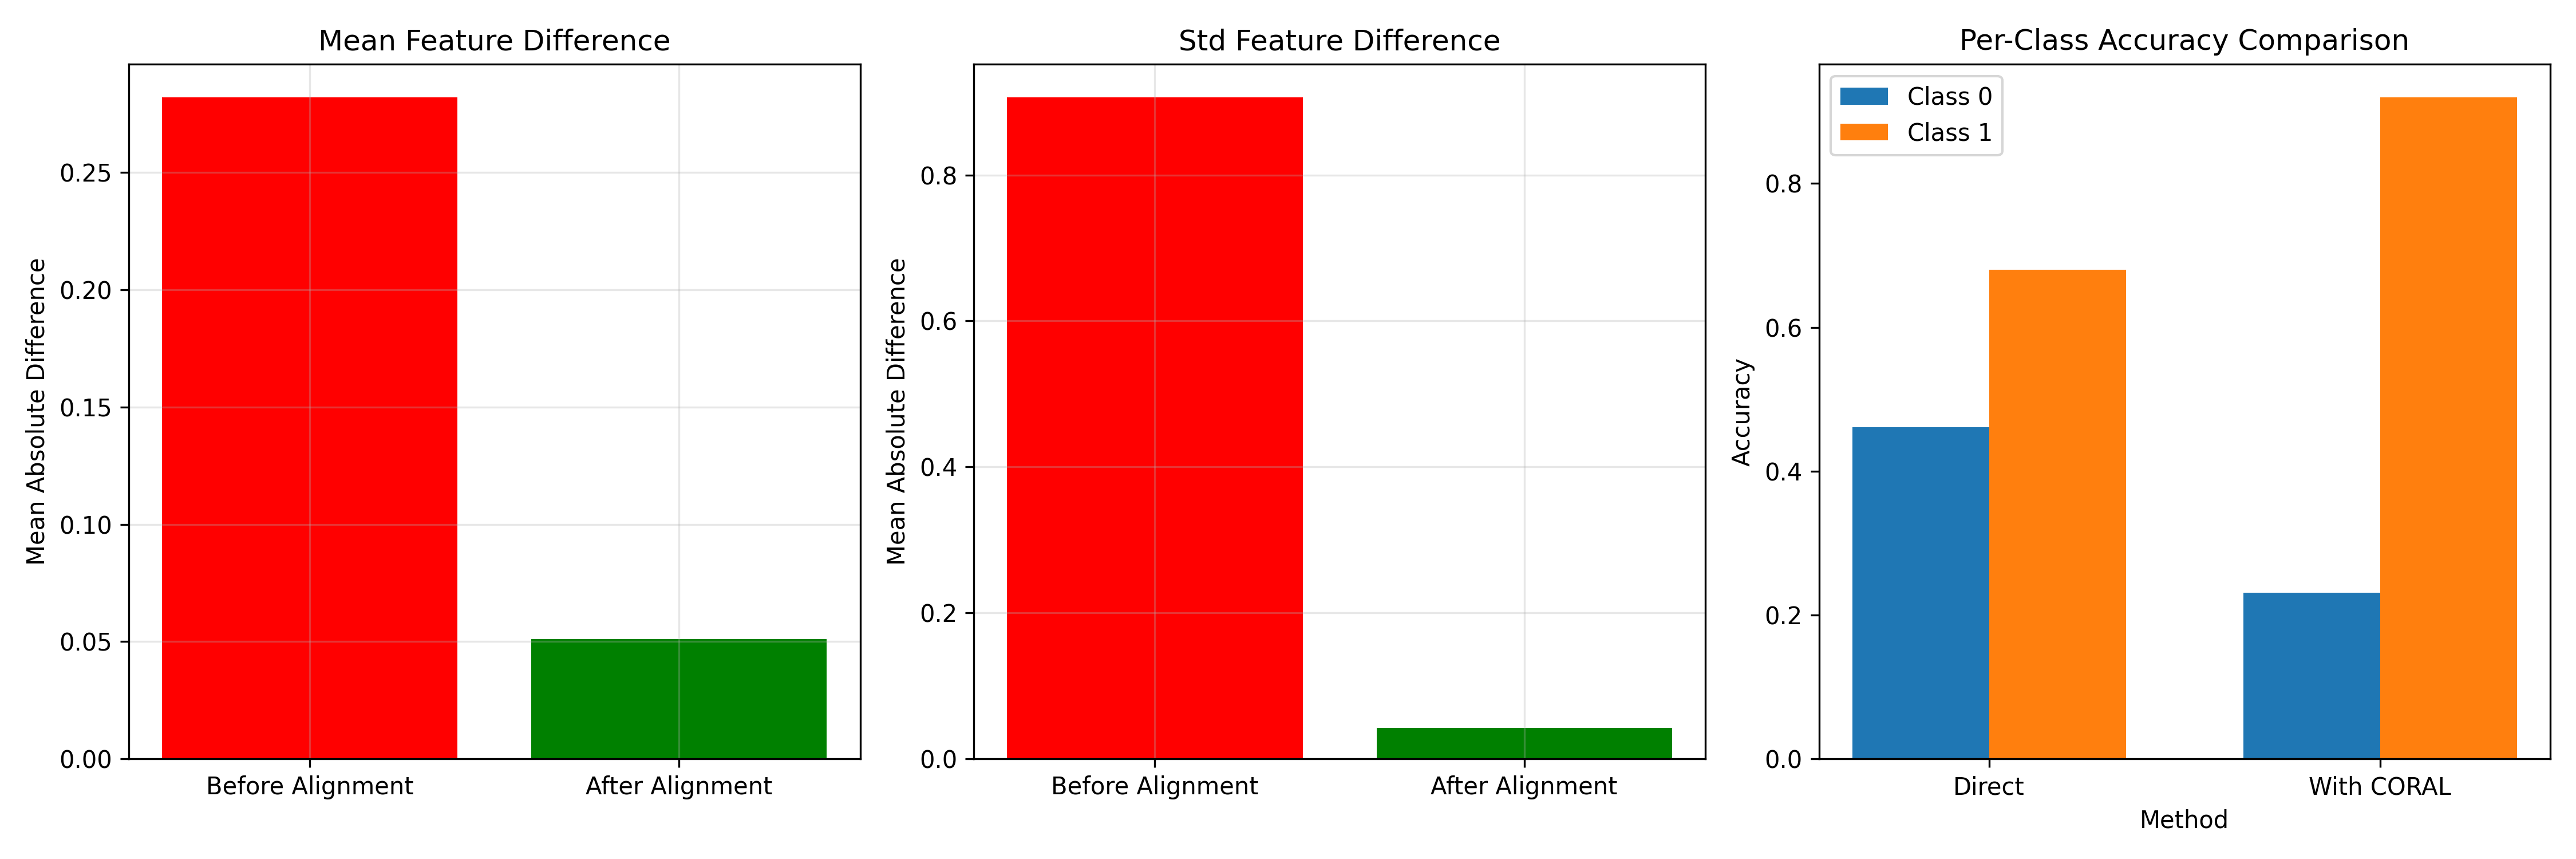 Mean Feature Difference
Mean Absolute Difference
0.25
0.20
0.15
0.10
0.05
0.00
Before Alignment
After Alignment
Std Feature Difference
Mean Absolute Difference
0.8
0.6
0.4
0.2
0.0
Before Alignment
After Alignment
Per-Class Accuracy Comparison
Class 0
Class 1
Accuracy
0.8
0.6
0.4
0.2
0.0
Direct
With CORAL
Method